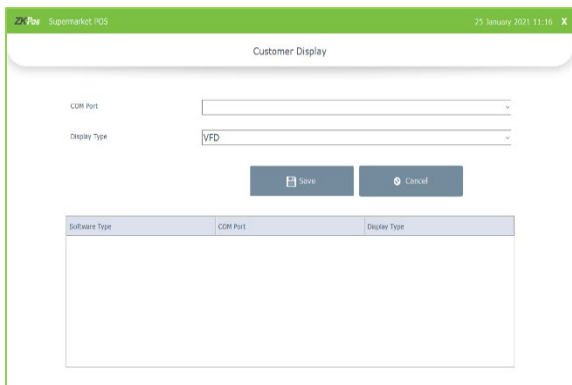 ZKPos Supermarket POS 25 January 2021 11:16 X
Customer Display
COM Port
Display Type VFD
Save Cancel
Software Type COM Port Display Type